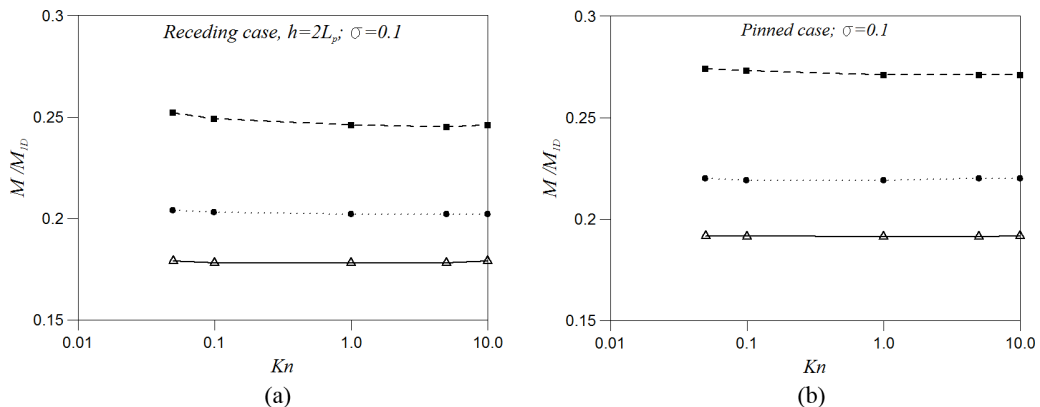 0.3
0.25
0.2
0.15
M /M1D
Receding case, h=2Lp; σ=0.1
0.01
0.1
1.0
10.0
Kn
(a)
0.3
0.25
0.2
0.15
M /M1D
Pinned case; σ=0.1
0.01
0.1
1.0
10.0
Kn
(b)